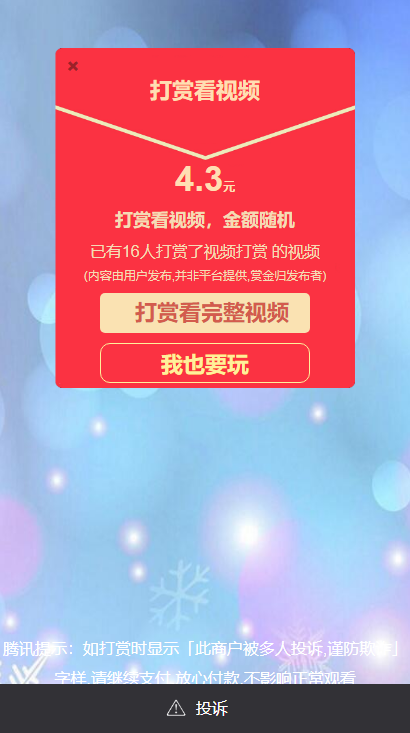 打赏看视频
4.3元
打赏看视频，金额随机
已有16人打赏了视频打赏 的视频
(内容由用户发布,并非平台提供,赏金归发布者)
打赏看完整视频
我也要玩
腾讯提示：如打赏时显示「此商户被多人投诉,谨防欺诈」
字样,请继续支付,放心付款,不影响正常观看
投诉